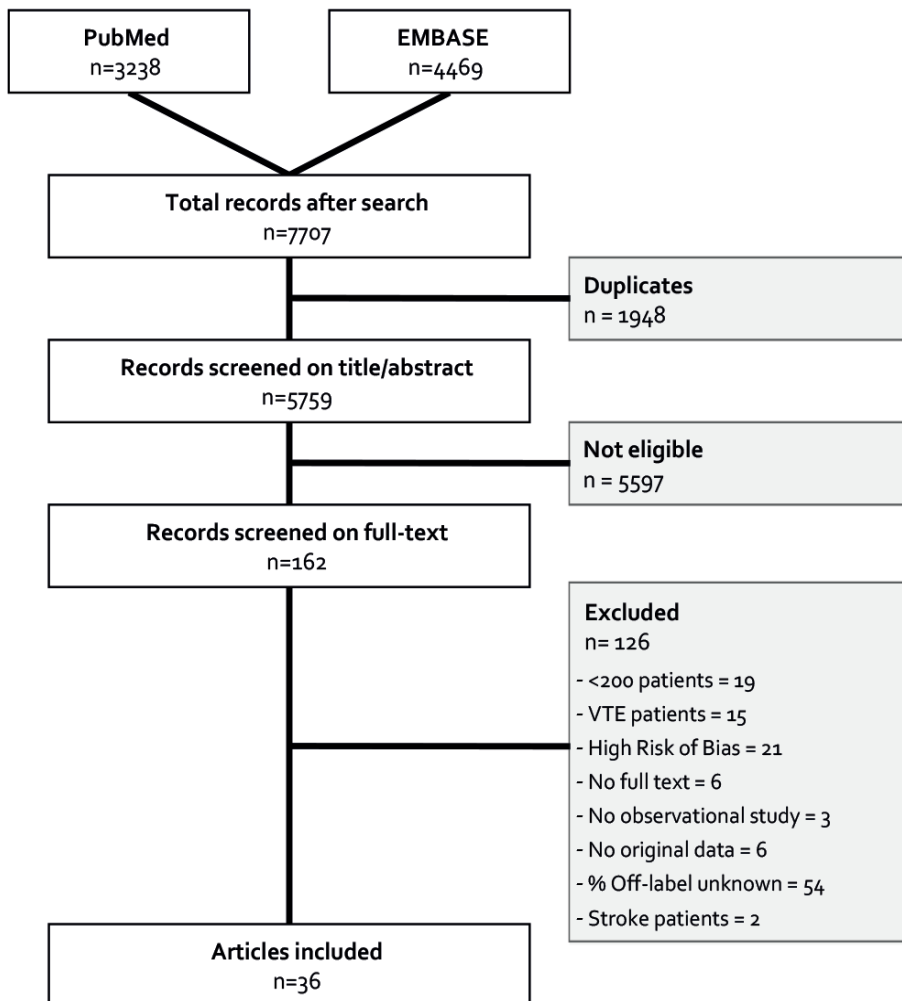 PubMed
n=3238
EMBASE
n=4469
Total records after search
n=7707
Duplicates
n = 1948
Records screened on title/abstract
n=5759
Not eligible
n = 5597
Records screened on full-text
n=162
Excluded
n= 126
- <200 patients = 19
- VTE patients = 15
- High Risk of Bias = 21
- No full text = 6
- No observational study = 3
- No original data = 6
- % Off-label unknown = 54
- Stroke patients = 2
Articles included
n=36